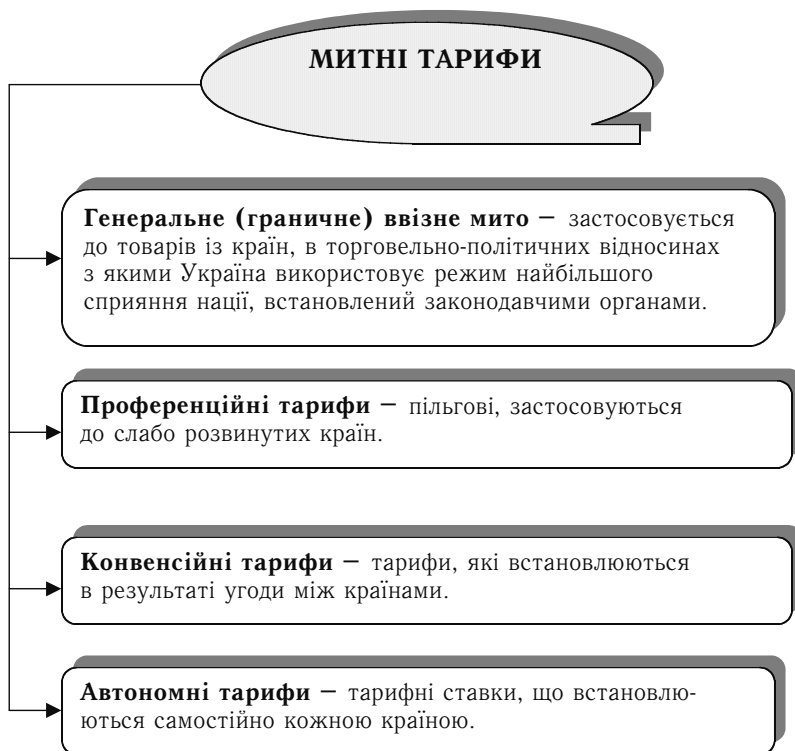 МИТНІ ТАРИФИ
Генеральне (граничне) ввізне мито — застосовується
до товарів із країн, в торговельно-політичних відносинах
з якими Україна використовує режим найбільшого
сприяння нації, встановлений законодавчими органами.
Проференційні тарифи — пільгові, застосовуються
до слабо розвинутих країн.
Конвенсійні тарифи — тарифи, які встановлюються
в результаті угоди між країнами.
Автономні тарифи — тарифні ставки, що встановлю-
ються самостійно кожною країною.